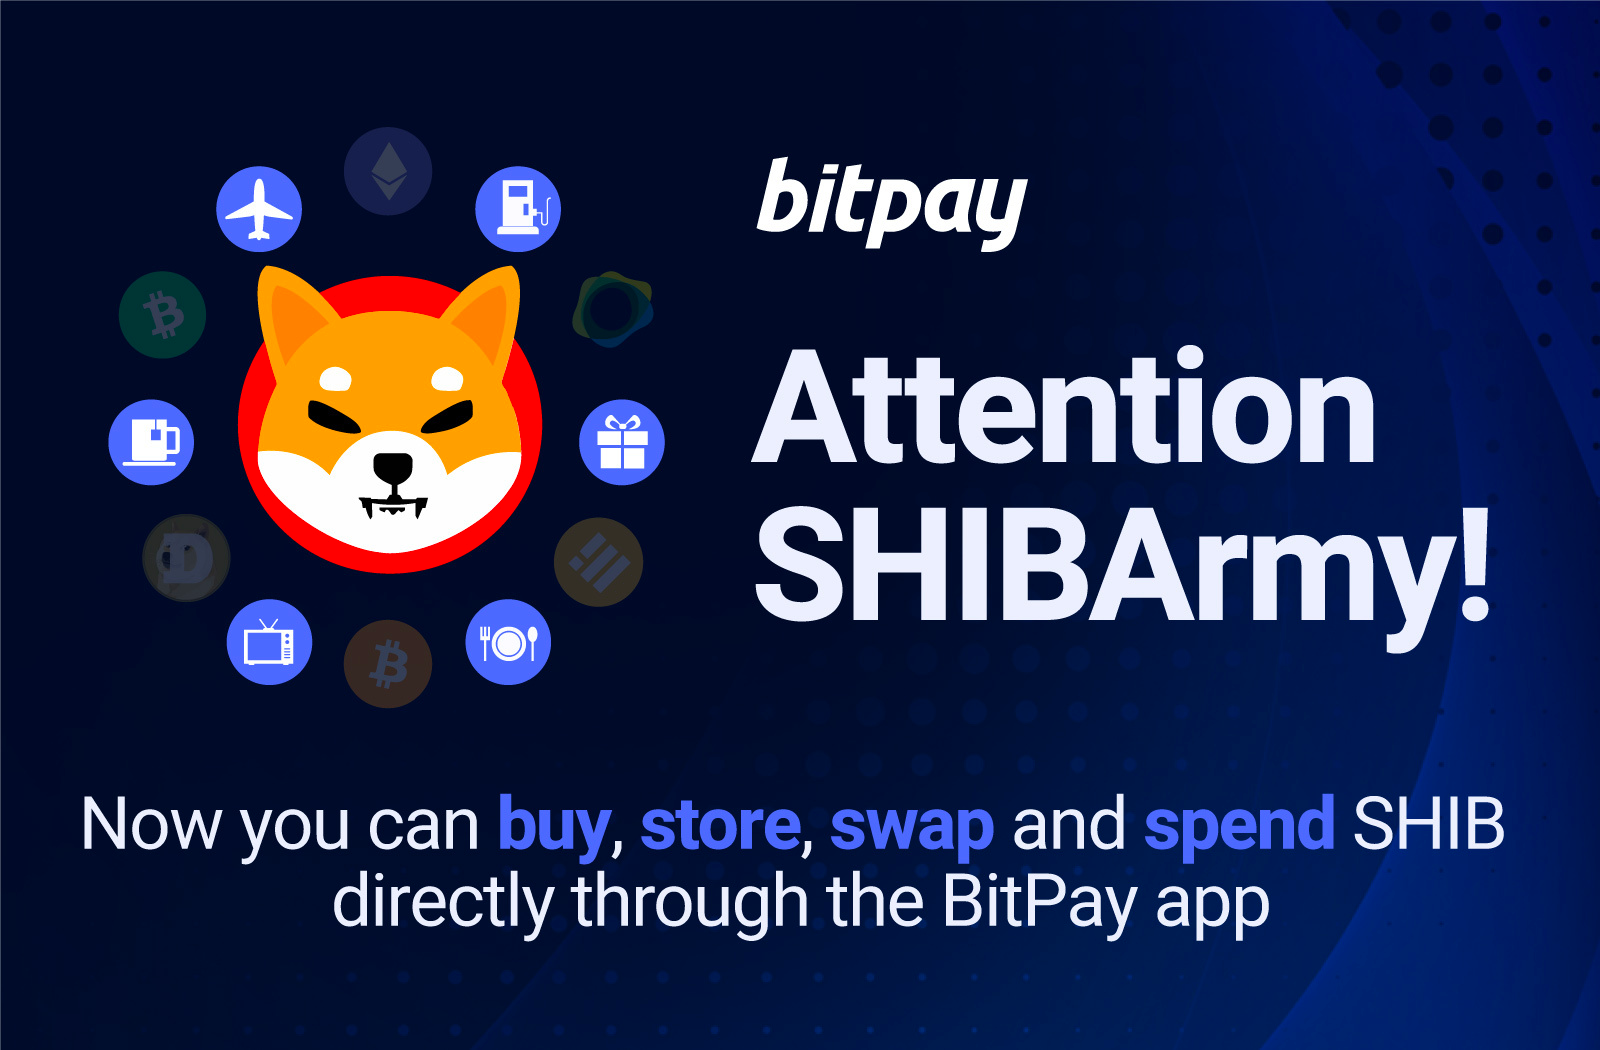 bitpay
Attention
SHIBArmy!
Now you can buy, store, swap and spend SHIB
directly through the BitPay app